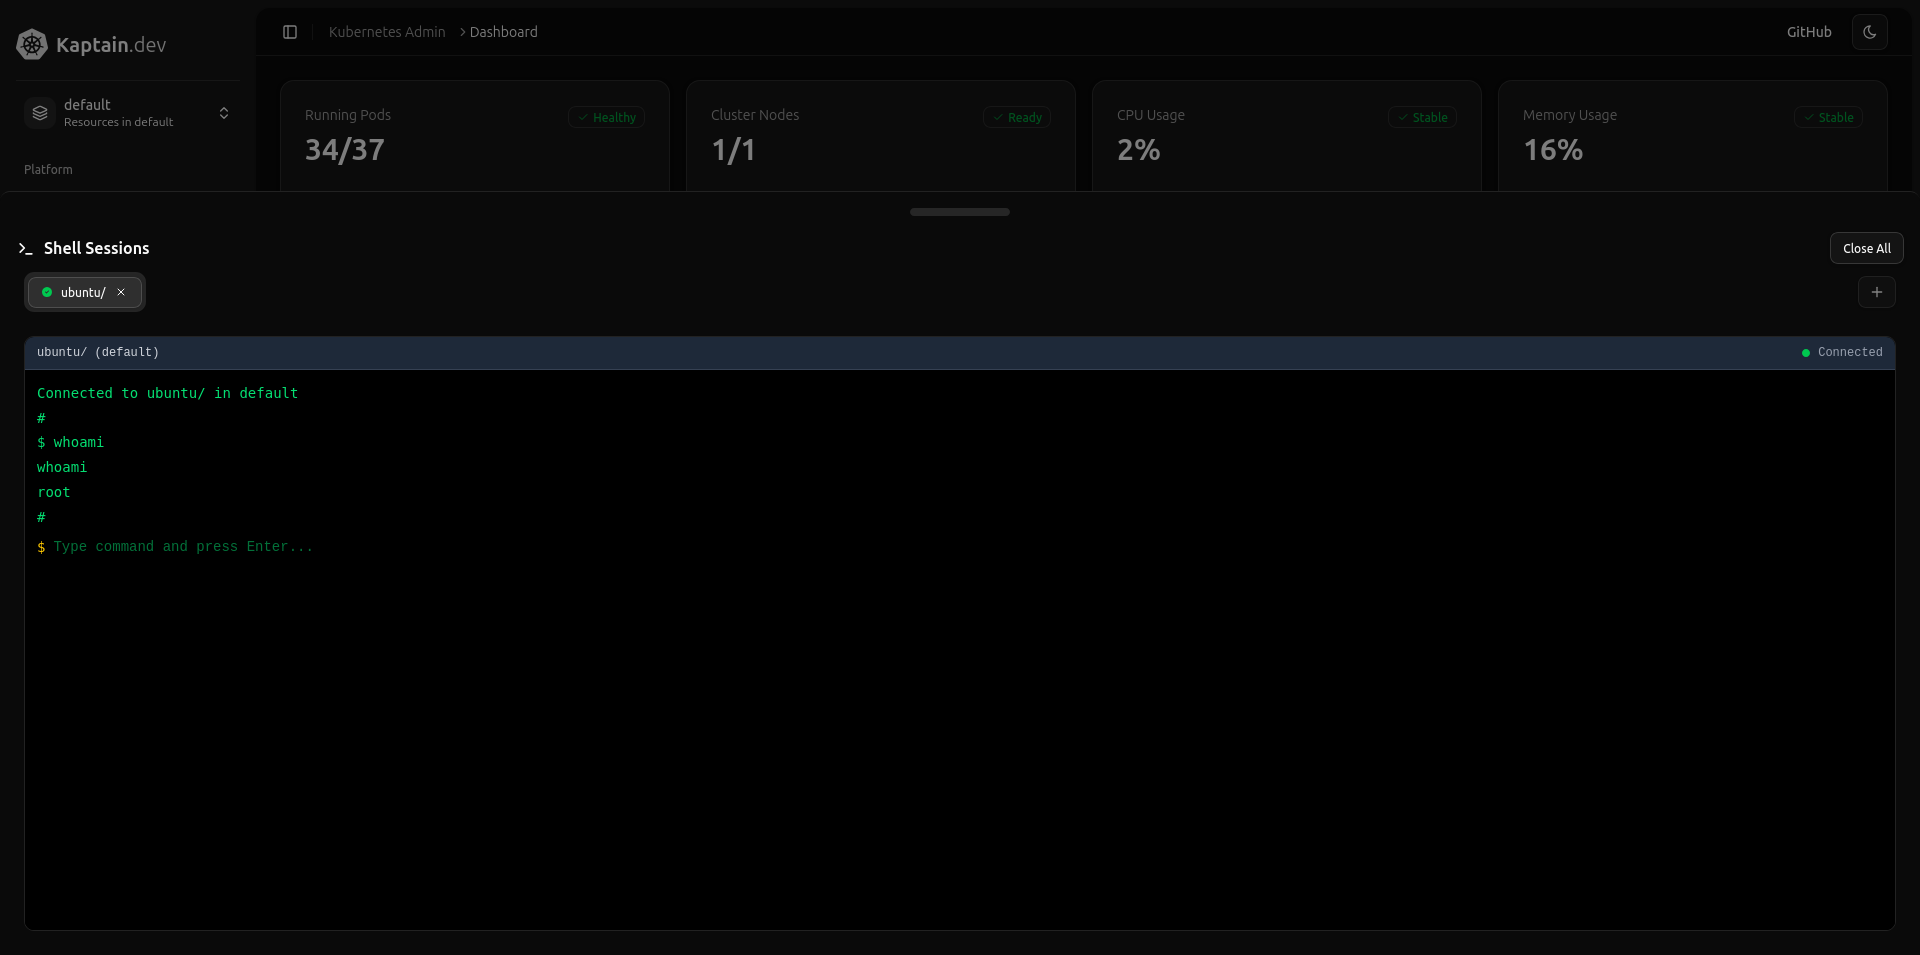 Kaptain.dev
Kubernetes Admin > Dashboard
GitHub
default
Resources in default
Platform
Running Pods
Healthy
34/37
Cluster Nodes
Ready
1/1
CPU Usage
Stable
2%
Memory Usage
Stable
16%
>_ Shell Sessions
Close All
ubuntu/ ×
+
ubuntu/ (default)
Connected
Connected to ubuntu/ in default
#
$ whoami
whoami
root
#
$ Type command and press Enter...